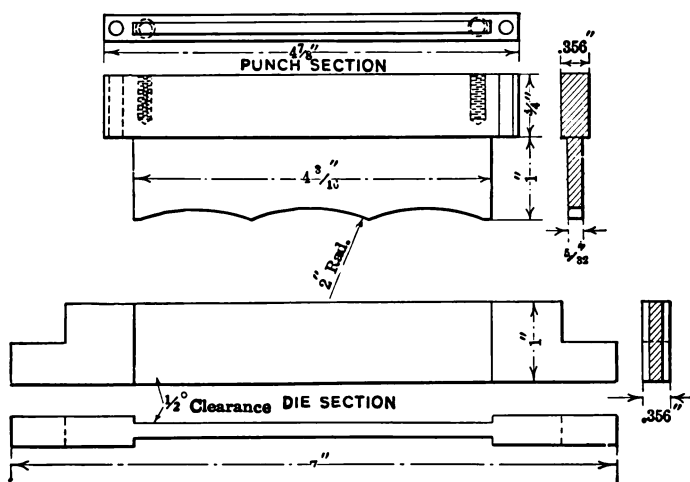 4⅞"
PUNCH SECTION
.356"
¾"
4 3/16"
1"
5/32"
2" Rad.
1"
½° Clearance
DIE SECTION
.356"
7"